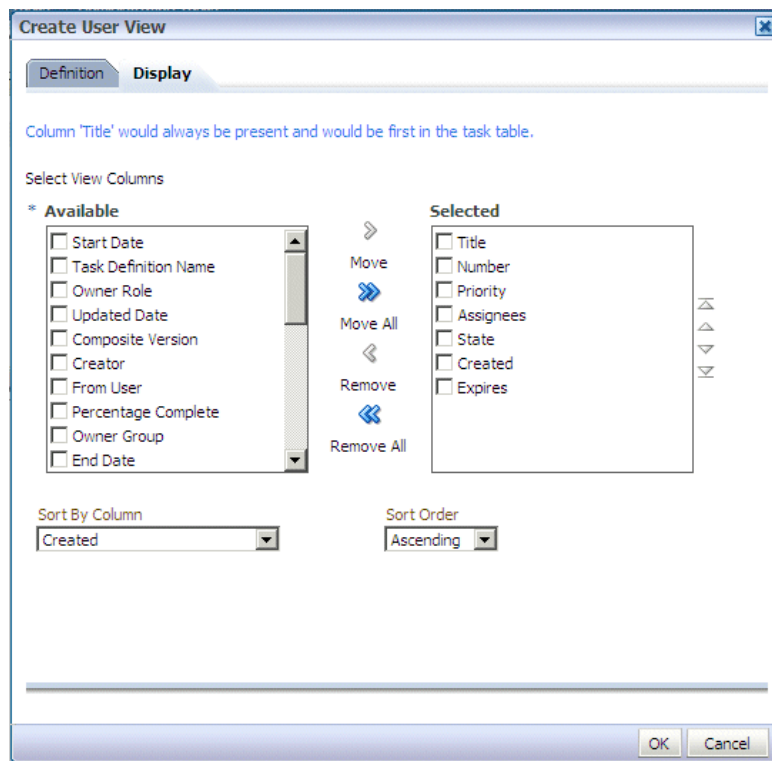 Create User View
Definition Display
Column 'Title' would always be present and would be first in the task table.
Select View Columns
* Available
Start Date
Task Definition Name
Owner Role
Updated Date
Composite Version
Creator
From User
Percentage Complete
Owner Group
End Date
Move
Move All
Remove
Remove All
Selected
Title
Number
Priority
Assignees
State
Created
Expires
Sort By Column
Created
Sort Order
Ascending
OK Cancel